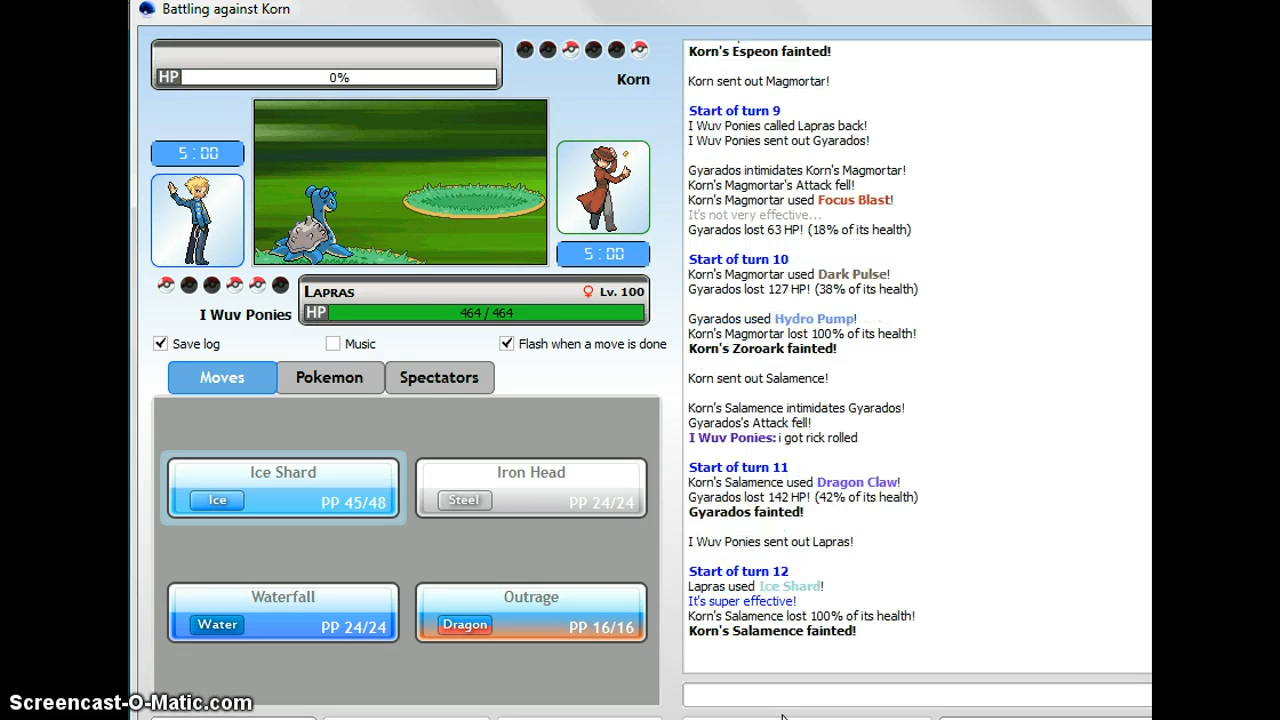 Battling against Korn
HP 0%
Korn
5:00
5:00
I Wuv Ponies
LAPRAS ♀ Lv. 100
HP 464 / 464
Save log
Music
Flash when a move is done
Moves
Pokemon
Spectators
Ice Shard
Ice PP 45/48
Iron Head
Steel PP 24/24
Waterfall
Water PP 24/24
Outrage
Dragon PP 16/16
Korn's Espeon fainted!
Korn sent out Magmortar!
Start of turn 9
I Wuv Ponies called Lapras back!
I Wuv Ponies sent out Gyarados!
Gyarados intimidates Korn's Magmortar!
Korn's Magmortar's Attack fell!
Korn's Magmortar used Focus Blast!
It's not very effective...
Gyarados lost 63 HP! (18% of its health)
Start of turn 10
Korn's Magmortar used Dark Pulse!
Gyarados lost 127 HP! (38% of its health)
Gyarados used Hydro Pump!
Korn's Magmortar lost 100% of its health!
Korn's Zoroark fainted!
Korn sent out Salamence!
Korn's Salamence intimidates Gyarados!
Gyarados's Attack fell!
I Wuv Ponies: i got rick rolled
Start of turn 11
Korn's Salamence used Dragon Claw!
Gyarados lost 142 HP! (42% of its health)
Gyarados fainted!
I Wuv Ponies sent out Lapras!
Start of turn 12
Lapras used Ice Shard!
It's super effective!
Korn's Salamence lost 100% of its health!
Korn's Salamence fainted!
Screencast-O-Matic.com